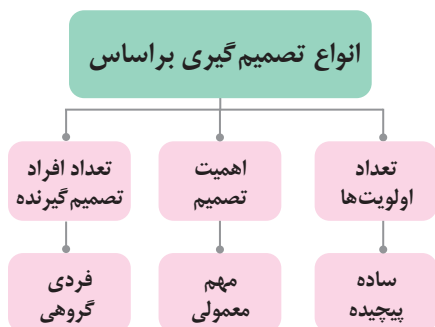 انواع تصمیم‌گیری براساس
تعداد
اولویت‌ها
اهمیت
تصمیم
تعداد افراد
تصمیم‌گیرنده
ساده
پیچیده
مهم
معمولی
فردی
گروهی